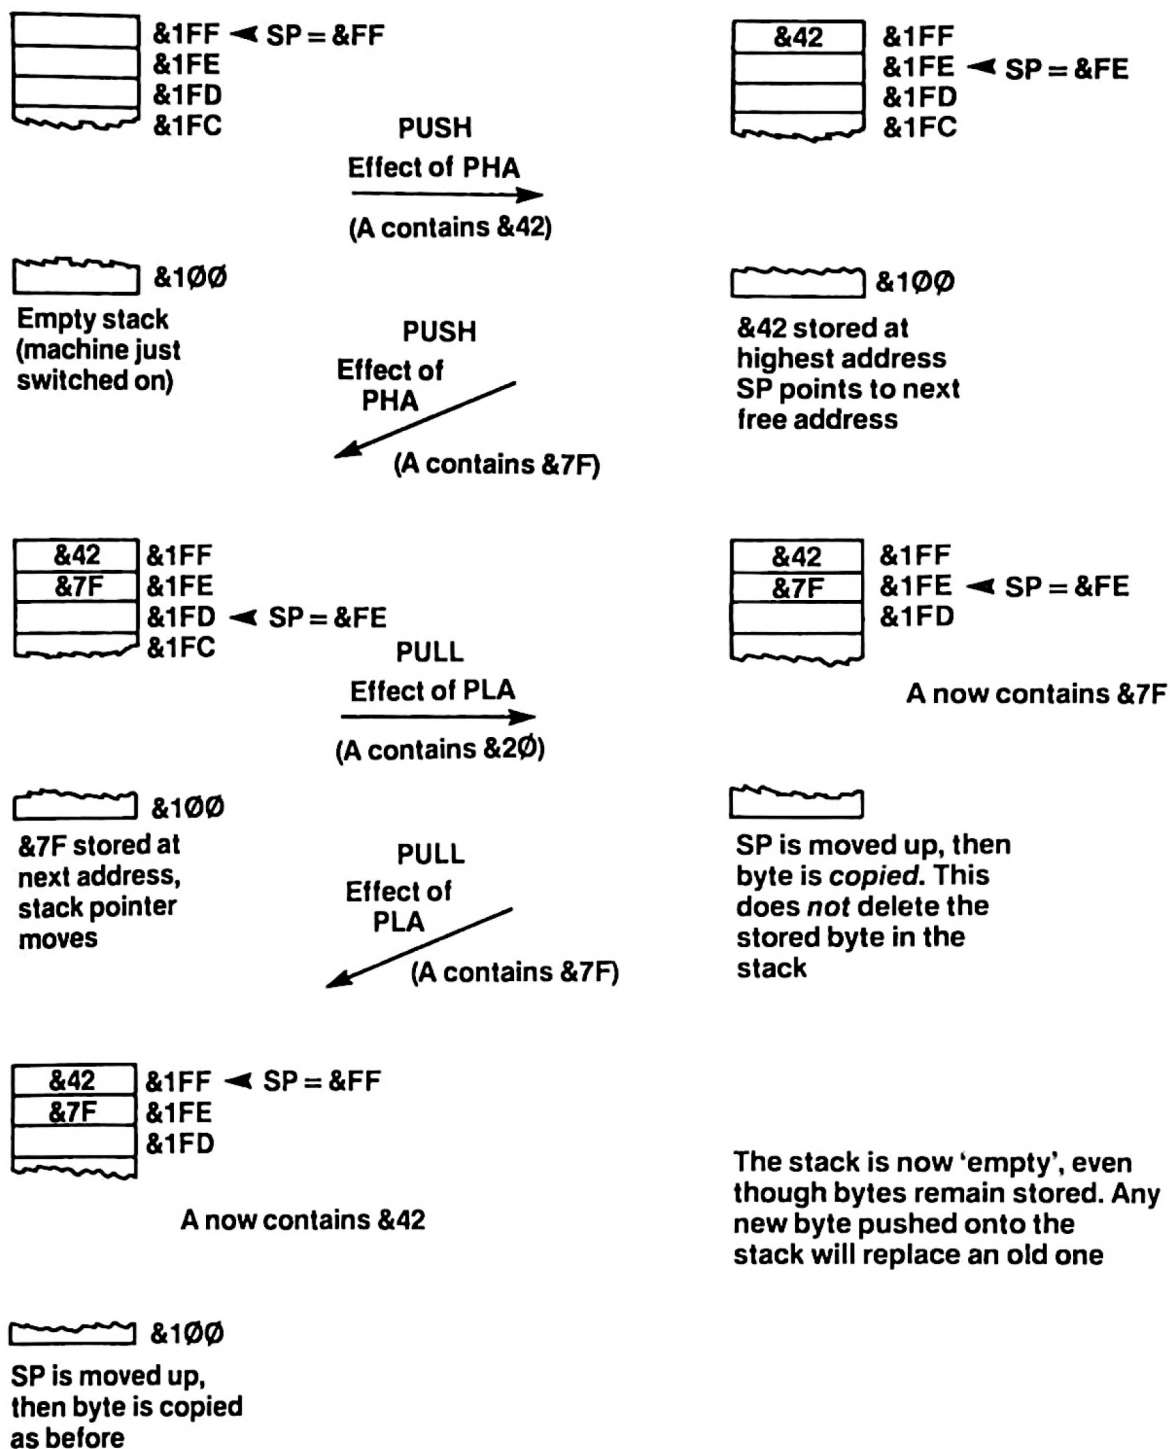 &1FF ◄ SP = &FF
&1FE
&1FD
&1FC
&1ØØ
Empty stack
(machine just
switched on)
PUSH
Effect of PHA
(A contains &42)
&42 &1FF
&1FE ◄ SP = &FE
&1FD
&1FC
&1ØØ
&42 stored at
highest address
SP points to next
free address
PUSH
Effect of
PHA
(A contains &7F)
&42 &1FF
&7F &1FE
&1FD ◄ SP = &FE
&1FC
&1ØØ
&7F stored at
next address,
stack pointer
moves
PULL
Effect of PLA
(A contains &2Ø)
&42 &1FF
&7F &1FE ◄ SP = &FE
&1FD
A now contains &7F
SP is moved up, then
byte is copied. This
does not delete the
stored byte in the
stack
PULL
Effect of
PLA
(A contains &7F)
&42 &1FF ◄ SP = &FF
&7F &1FE
&1FD
A now contains &42
&1ØØ
SP is moved up,
then byte is copied
as before
The stack is now ‘empty’, even
though bytes remain stored. Any
new byte pushed onto the
stack will replace an old one